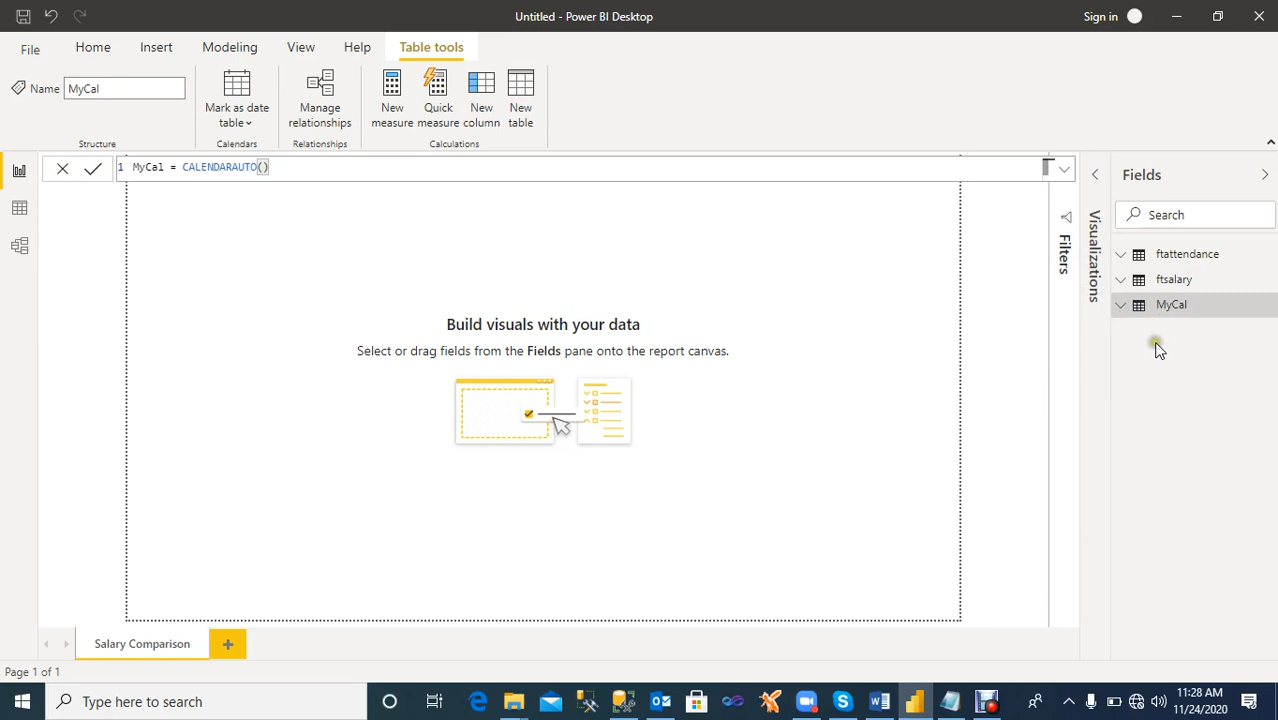 Untitled - Power BI Desktop
Sign in
File
Home
Insert
Modeling
View
Help
Table tools
Name
MyCal
Mark as date
table
Manage
relationships
New
measure
Quick
measure
New
column
New
table
Structure
Calendars
Relationships
Calculations
1 MyCal = CALENDARAUTO()
Fields
Search
ftattendance
ftsalary
MyCal
Visualizations
Filters
Build visuals with your data
Select or drag fields from the Fields pane onto the report canvas.
Salary Comparison
Page 1 of 1
Type here to search
11:28 AM
11/24/2020